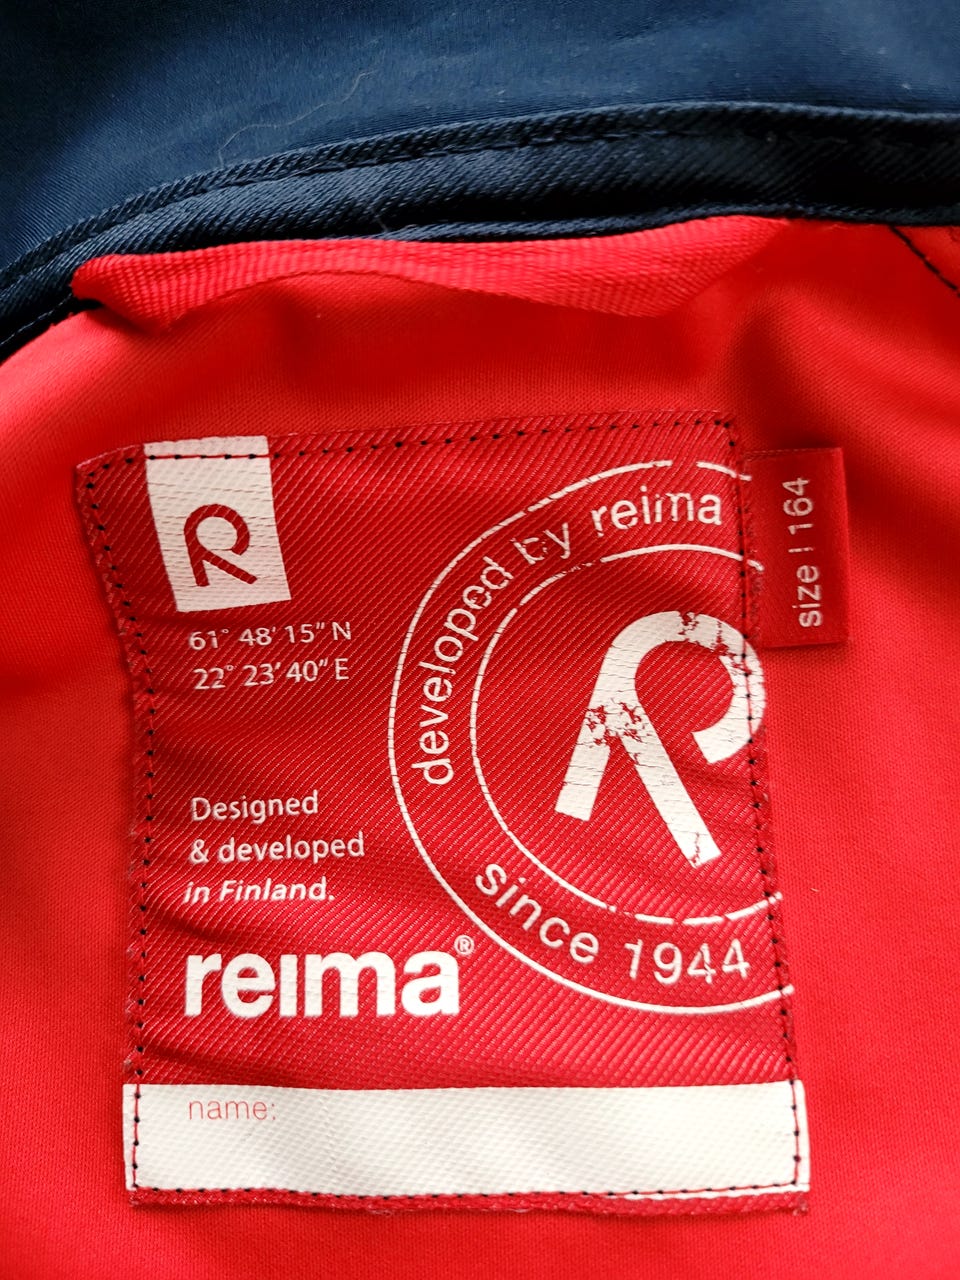 R
61° 48' 15" N
22° 23' 40" E
developed by reima
R
since 1944
size | 164
Designed
& developed
in Finland.
reima®
name: